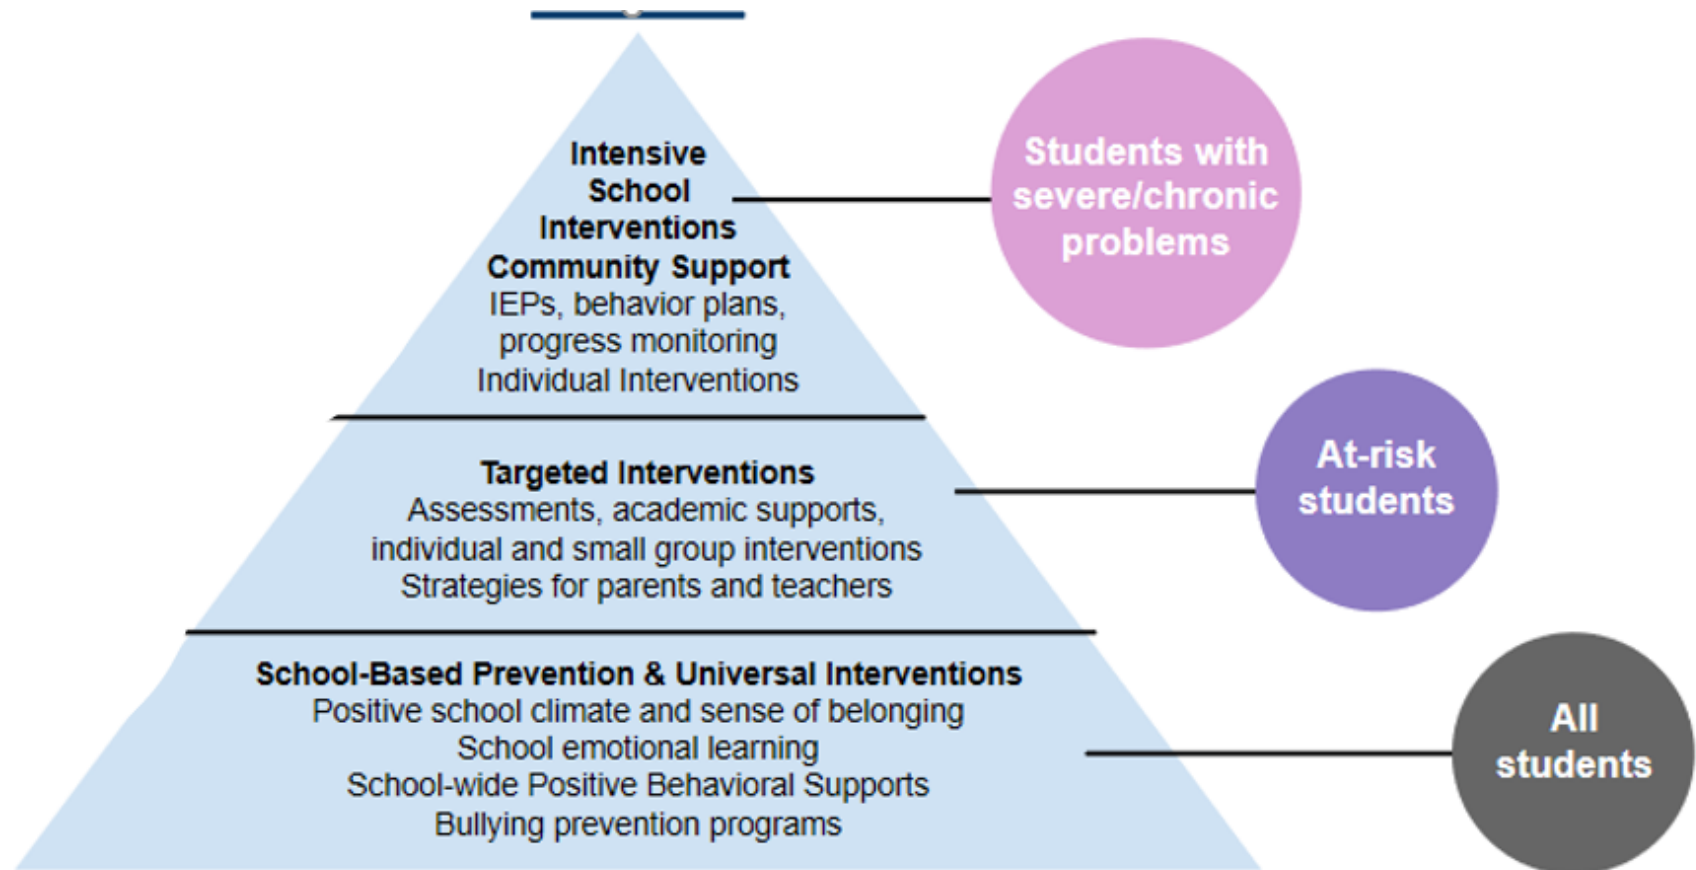 Intensive
School
Interventions
Community Support
IEPs, behavior plans,
progress monitoring
Individual Interventions
Students with
severe/chronic
problems
Targeted Interventions
Assessments, academic supports,
individual and small group interventions
Strategies for parents and teachers
At-risk
students
School-Based Prevention & Universal Interventions
Positive school climate and sense of belonging
School emotional learning
School-wide Positive Behavioral Supports
Bullying prevention programs
All
students